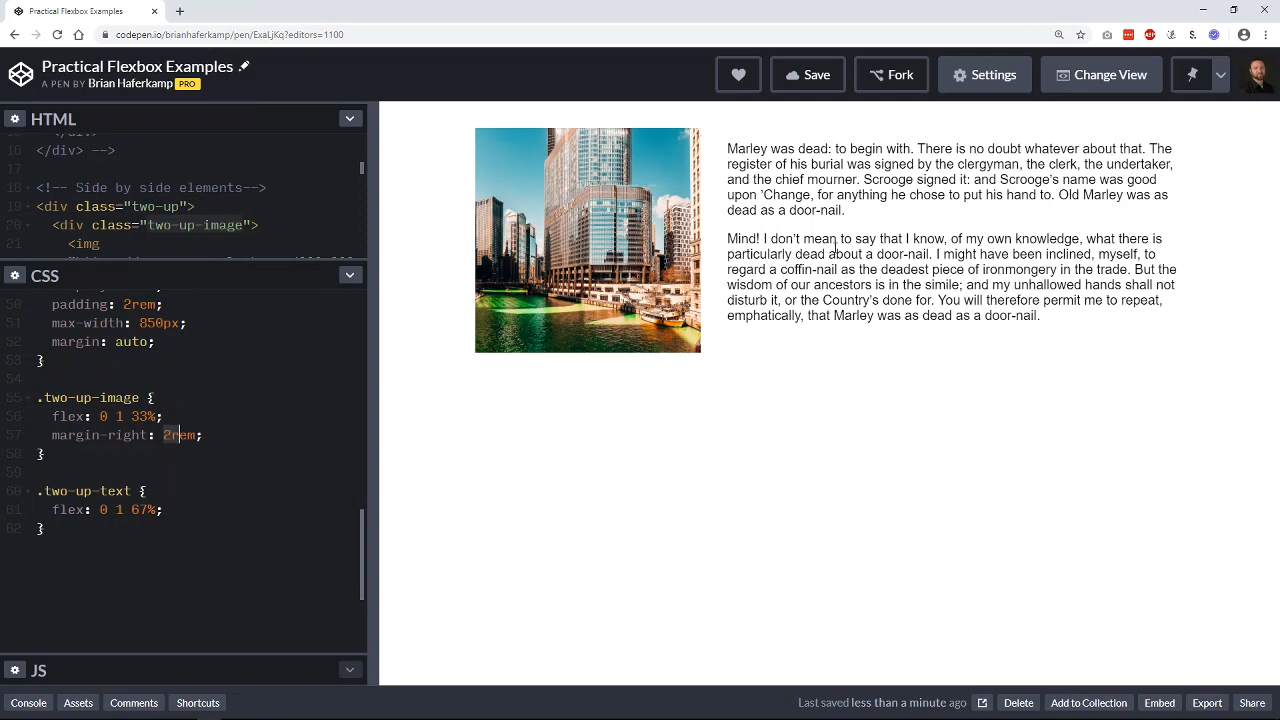 Practical Flexbox Examples
codepen.io/brianhaferkamp/pen/ExaLjKq?editors=1100
Practical Flexbox Examples
A PEN BY Brian Haferkamp PRO
Save
Fork
Settings
Change View
HTML
16 </div> -->
17
18 <!-- Side by side elements-->
19 <div class="two-up">
20 <div class="two-up-image">
21 <img
CSS
padding: 2rem;
51 max-width: 850px;
52 margin: auto;
53 }
54
55 .two-up-image {
56 flex: 0 1 33%;
57 margin-right: 2rem;
58 }
59
60 .two-up-text {
61 flex: 0 1 67%;
62 }
JS
Marley was dead: to begin with. There is no doubt whatever about that. The
register of his burial was signed by the clergyman, the clerk, the undertaker,
and the chief mourner. Scrooge signed it: and Scrooge’s name was good
upon ’Change, for anything he chose to put his hand to. Old Marley was as
dead as a door-nail.
Mind! I don’t mean to say that I know, of my own knowledge, what there is
particularly dead about a door-nail. I might have been inclined, myself, to
regard a coffin-nail as the deadest piece of ironmongery in the trade. But the
wisdom of our ancestors is in the simile; and my unhallowed hands shall not
disturb it, or the Country’s done for. You will therefore permit me to repeat,
emphatically, that Marley was as dead as a door-nail.
Console
Assets
Comments
Shortcuts
Last saved less than a minute ago
Delete
Add to Collection
Embed
Export
Share